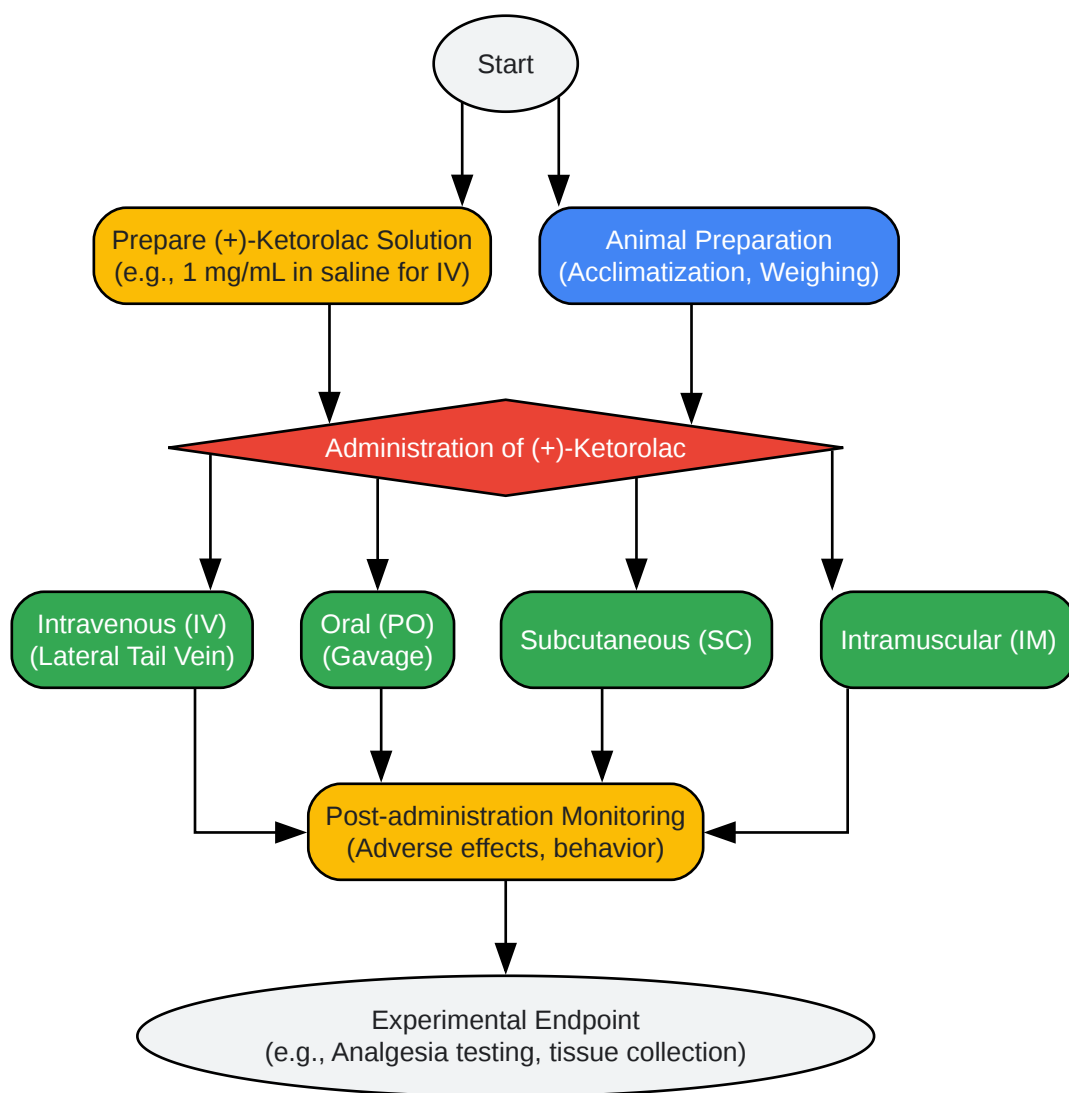 Start
Prepare (+)-Ketorolac Solution
(e.g., 1 mg/mL in saline for IV)
Animal Preparation
(Acclimatization, Weighing)
Administration of (+)-Ketorolac
Intravenous (IV)
(Lateral Tail Vein)
Oral (PO)
(Gavage)
Subcutaneous (SC)
Intramuscular (IM)
Post-administration Monitoring
(Adverse effects, behavior)
Experimental Endpoint
(e.g., Analgesia testing, tissue collection)